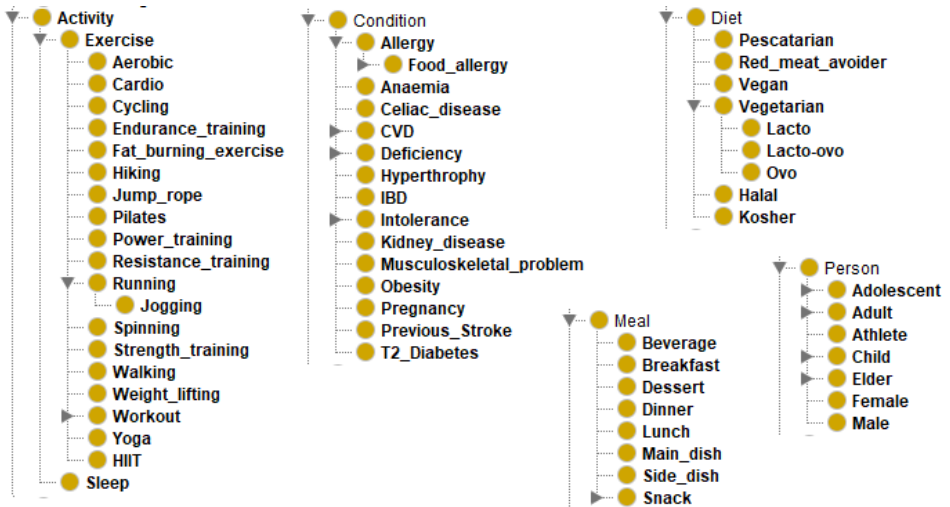 Activity
Exercise
Aerobic
Cardio
Cycling
Endurance_training
Fat_burning_exercise
Hiking
Jump_rope
Pilates
Power_training
Resistance_training
Running
Jogging
Spinning
Strength_training
Walking
Weight_lifting
Workout
Yoga
HIIT
Sleep
Condition
Allergy
Food_allergy
Anaemia
Celiac_disease
CVD
Deficiency
Hyperthrophy
IBD
Intolerance
Kidney_disease
Musculoskeletal_problem
Obesity
Pregnancy
Previous_Stroke
T2_Diabetes
Diet
Pescatarian
Red_meat_avoider
Vegan
Vegetarian
Lacto
Lacto-ovo
Ovo
Halal
Kosher
Meal
Beverage
Breakfast
Dessert
Dinner
Lunch
Main_dish
Side_dish
Snack
Person
Adolescent
Adult
Athlete
Child
Elder
Female
Male